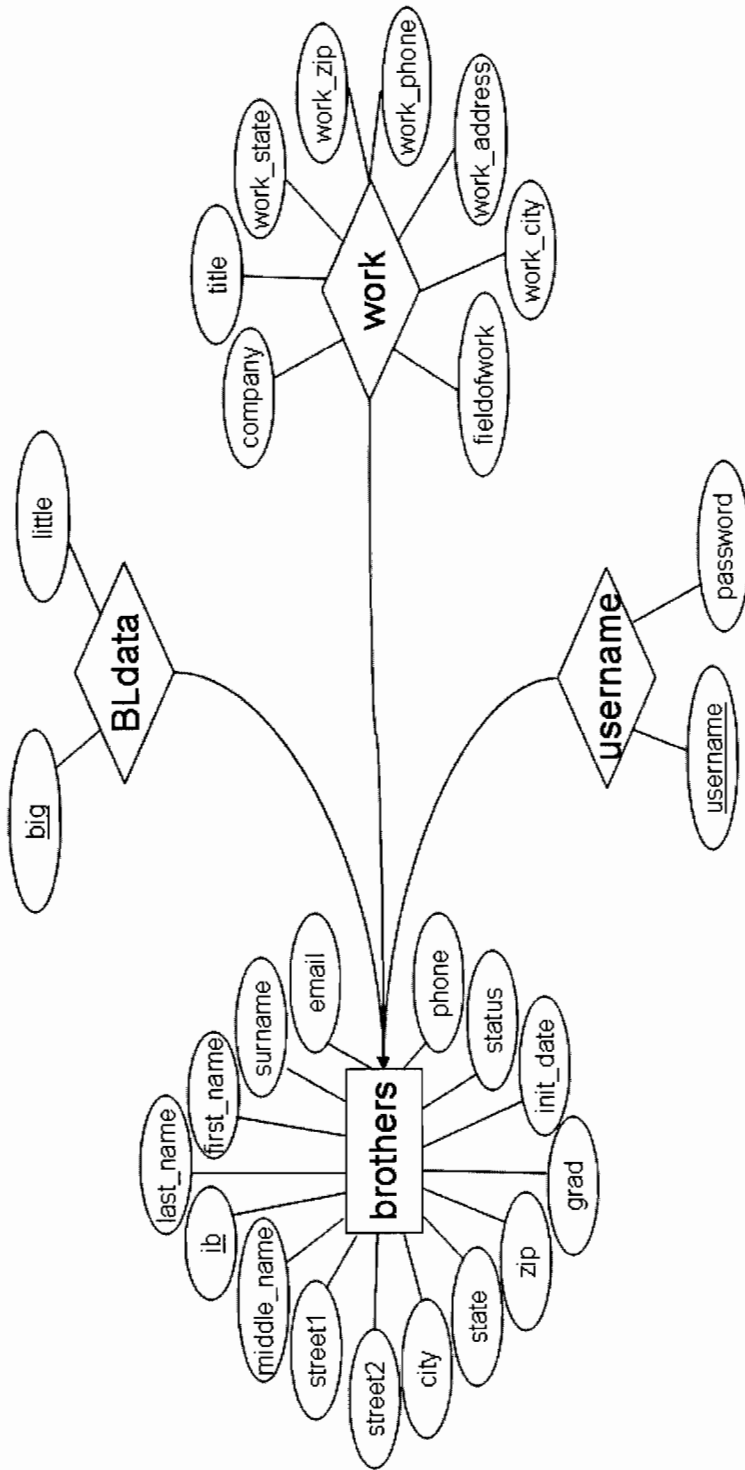 last_name
first_name
surname
email
ib
middle_name
street1
street2
city
state
zip
grad
init_date
status
phone
brothers
big
little
BLdata
company
title
work_state
work_zip
work_phone
work_address
work_city
fieldofwork
work
username
username
password